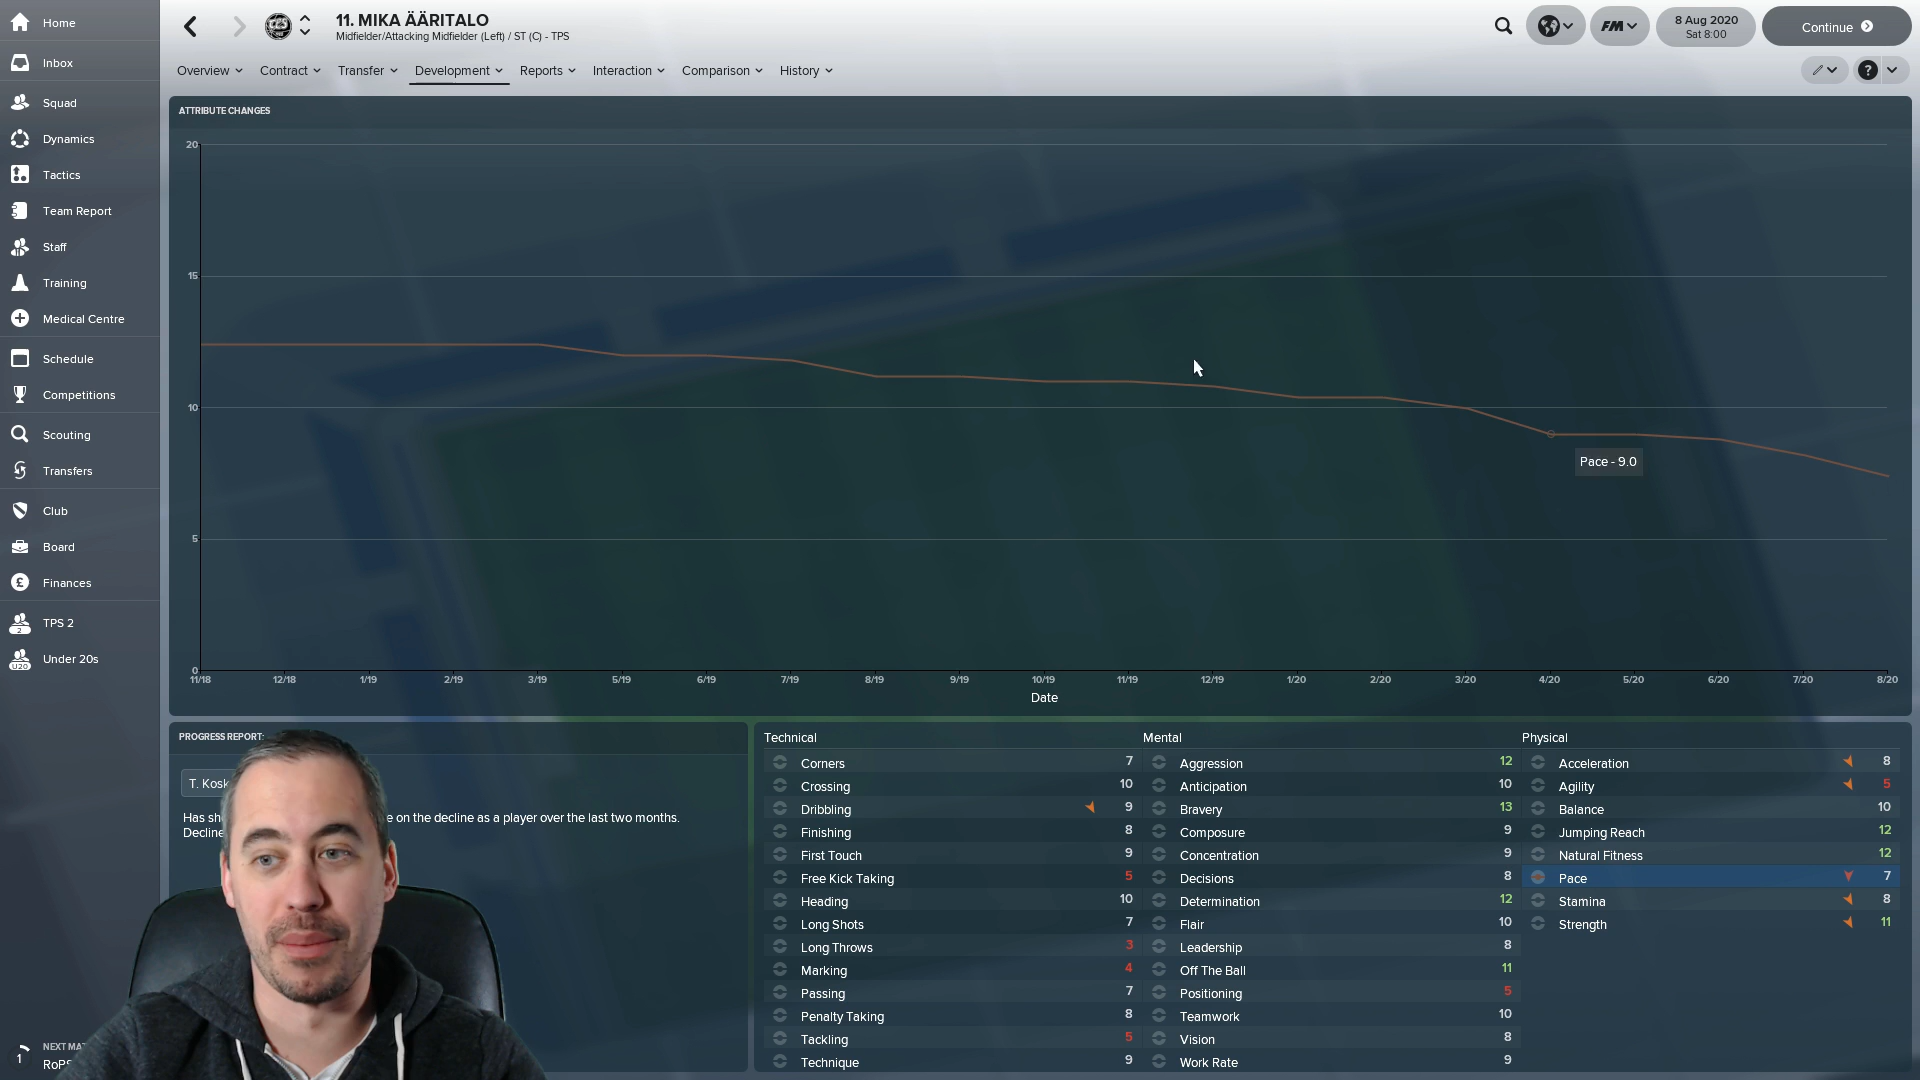 Home
Inbox
Squad
Dynamics
Tactics
Team Report
Staff
Training
Medical Centre
Schedule
Competitions
Scouting
Transfers
Club
Board
Finances
TPS 2
Under 20s
1
NEXT MA
RoPS
11. MIKA ÄÄRITALO
Midfielder/Attacking Midfielder (Left) / ST (C) - TPS
FM
8 Aug 2020
Sat 8:00
Continue
Overview
Contract
Transfer
Development
Reports
Interaction
Comparison
History
?
ATTRIBUTE CHANGES
20
15
10
5
0
Pace - 9.0
11/18 12/18 1/19 2/19 3/19 5/19 6/19 7/19 8/19 9/19 10/19 11/19 12/19 1/20 2/20 3/20 4/20 5/20 6/20 7/20 8/20
Date
PROGRESS REPORT:
T. Kosk
Has sh e on the decline as a player over the last two months.
Decline
Technical
Corners 7
Crossing 10
Dribbling 9
Finishing 8
First Touch 9
Free Kick Taking 5
Heading 10
Long Shots 7
Long Throws 3
Marking 4
Passing 7
Penalty Taking 8
Tackling 5
Technique 9
Mental
Aggression 12
Anticipation 10
Bravery 13
Composure 9
Concentration 9
Decisions 8
Determination 12
Flair 10
Leadership 8
Off The Ball 11
Positioning 5
Teamwork 10
Vision 8
Work Rate 9
Physical
Acceleration 8
Agility 5
Balance 10
Jumping Reach 12
Natural Fitness 12
Pace 7
Stamina 8
Strength 11